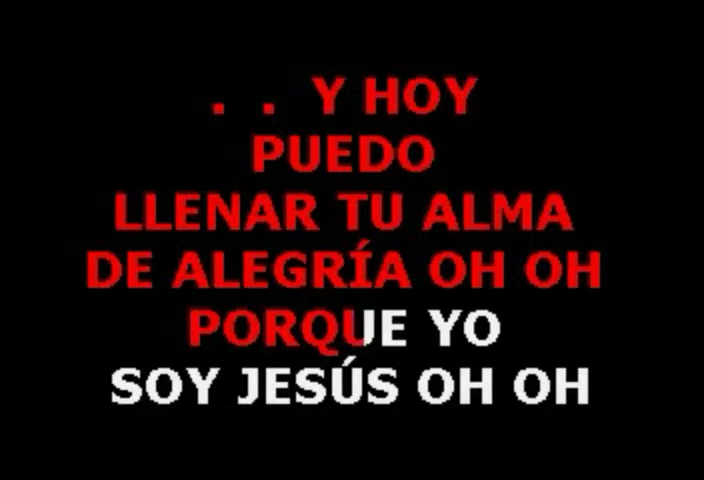 . . Y HOY
PUEDO
LLENAR TU ALMA
DE ALEGRÍA OH OH
PORQUE YO
SOY JESÚS OH OH